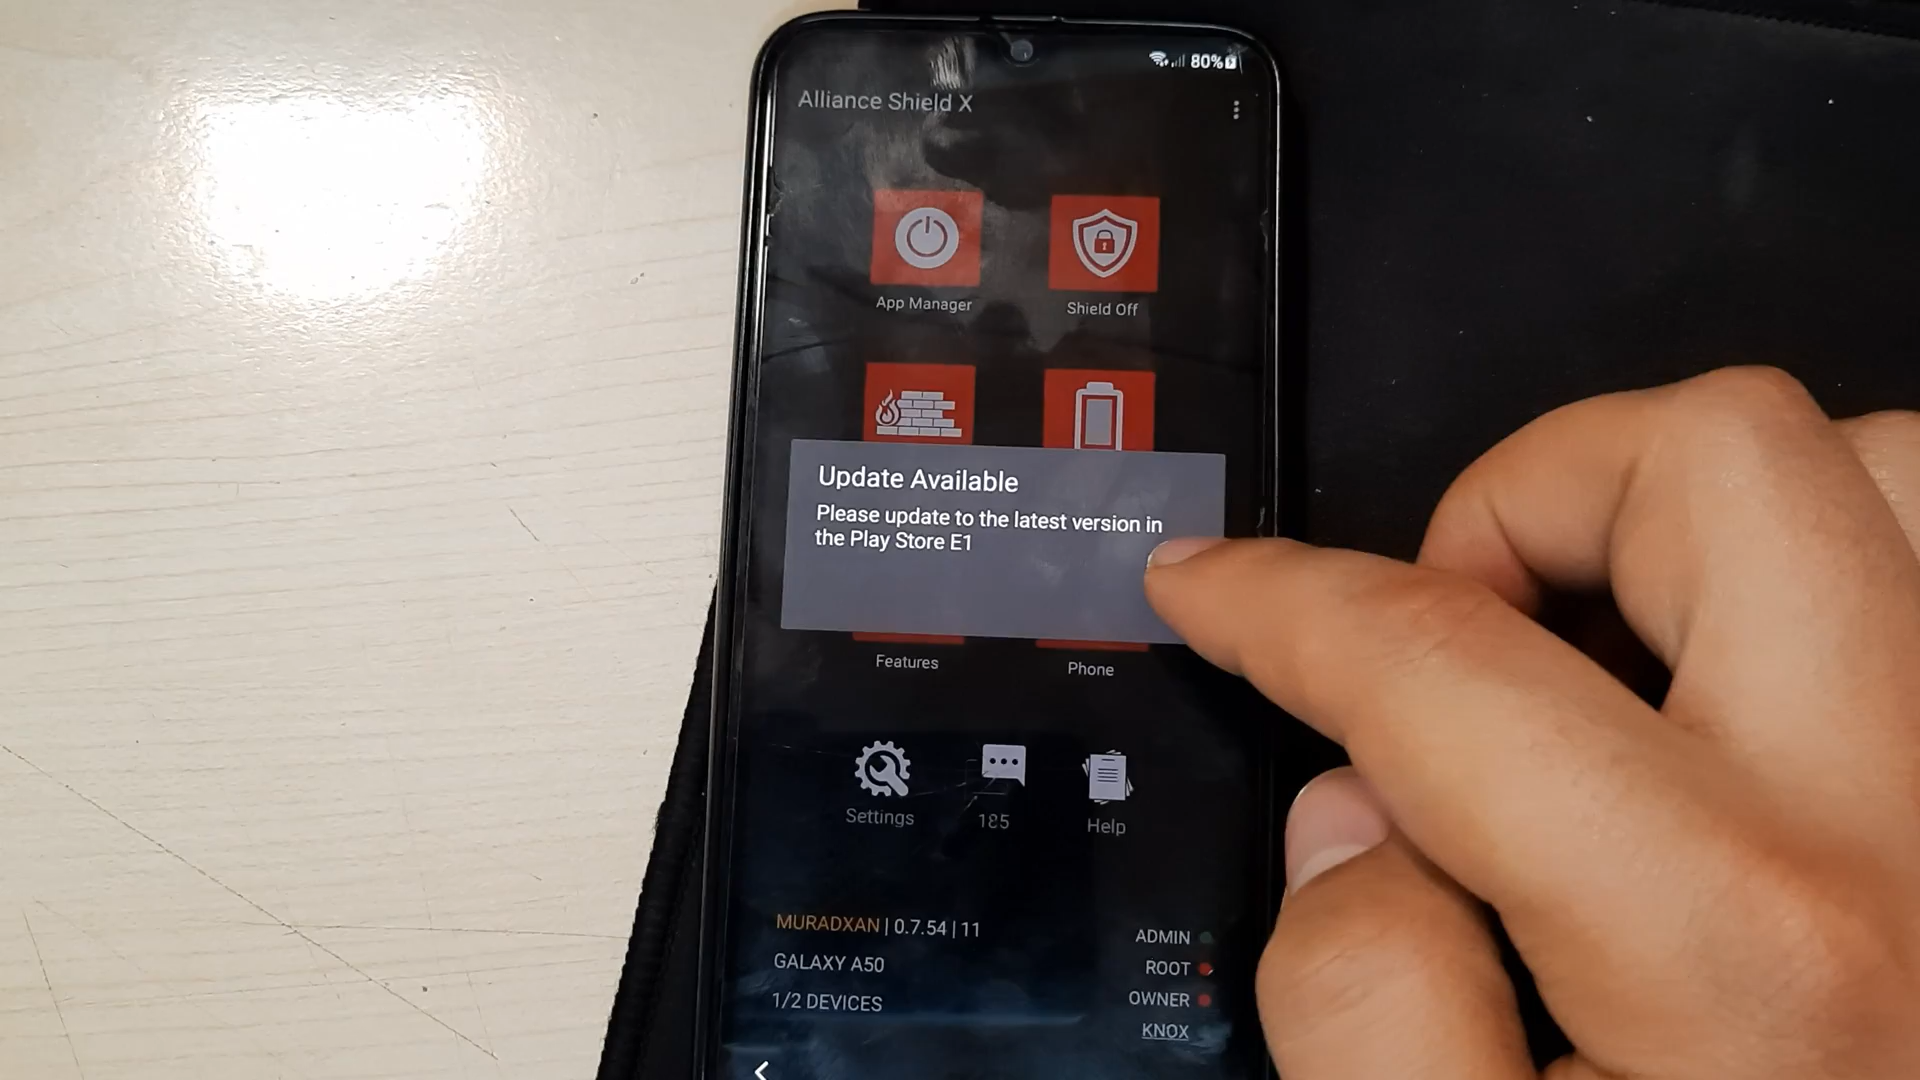 80%
Alliance Shield X
App Manager
Shield Off
Update Available
Please update to the latest version in
the Play Store E1
Features
Phone
Settings
185
Help
MURADXAN | 0.7.54 | 11
GALAXY A50
1/2 DEVICES
ADMIN
ROOT
OWNER
KNOX